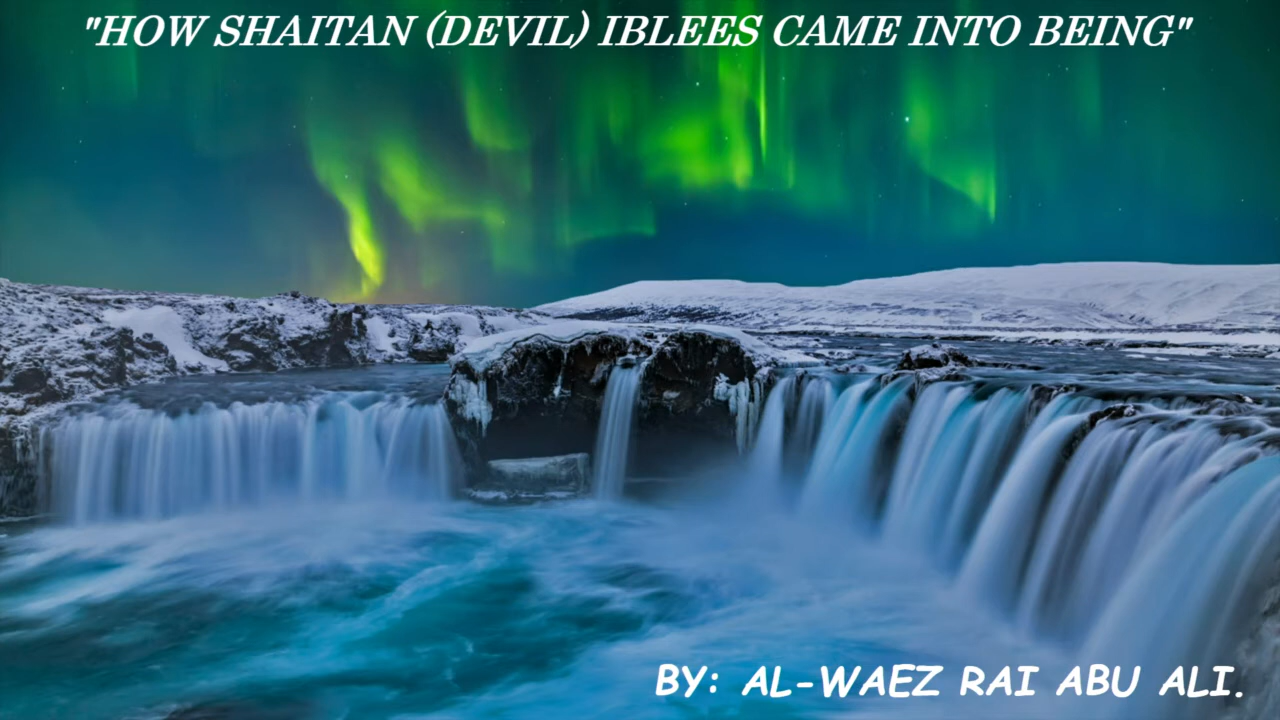 "HOW SHAITAN (DEVIL) IBLEES CAME INTO BEING"
BY: AL-WAEZ RAI ABU ALI.